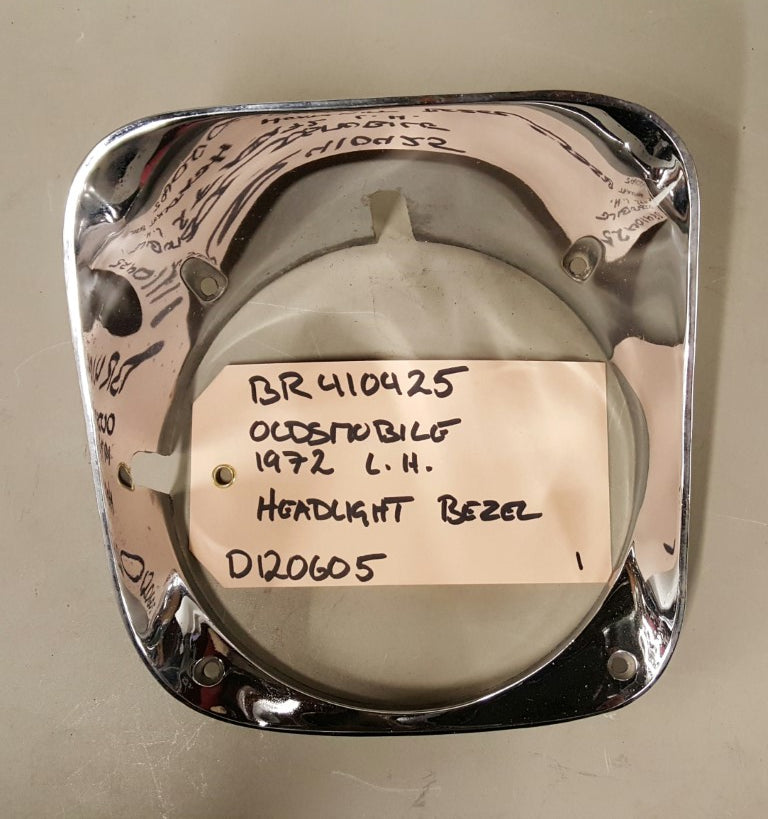 BR410425
OLDSMOBILE
1972 L.H.
HEADLIGHT BEZEL
D120605 1